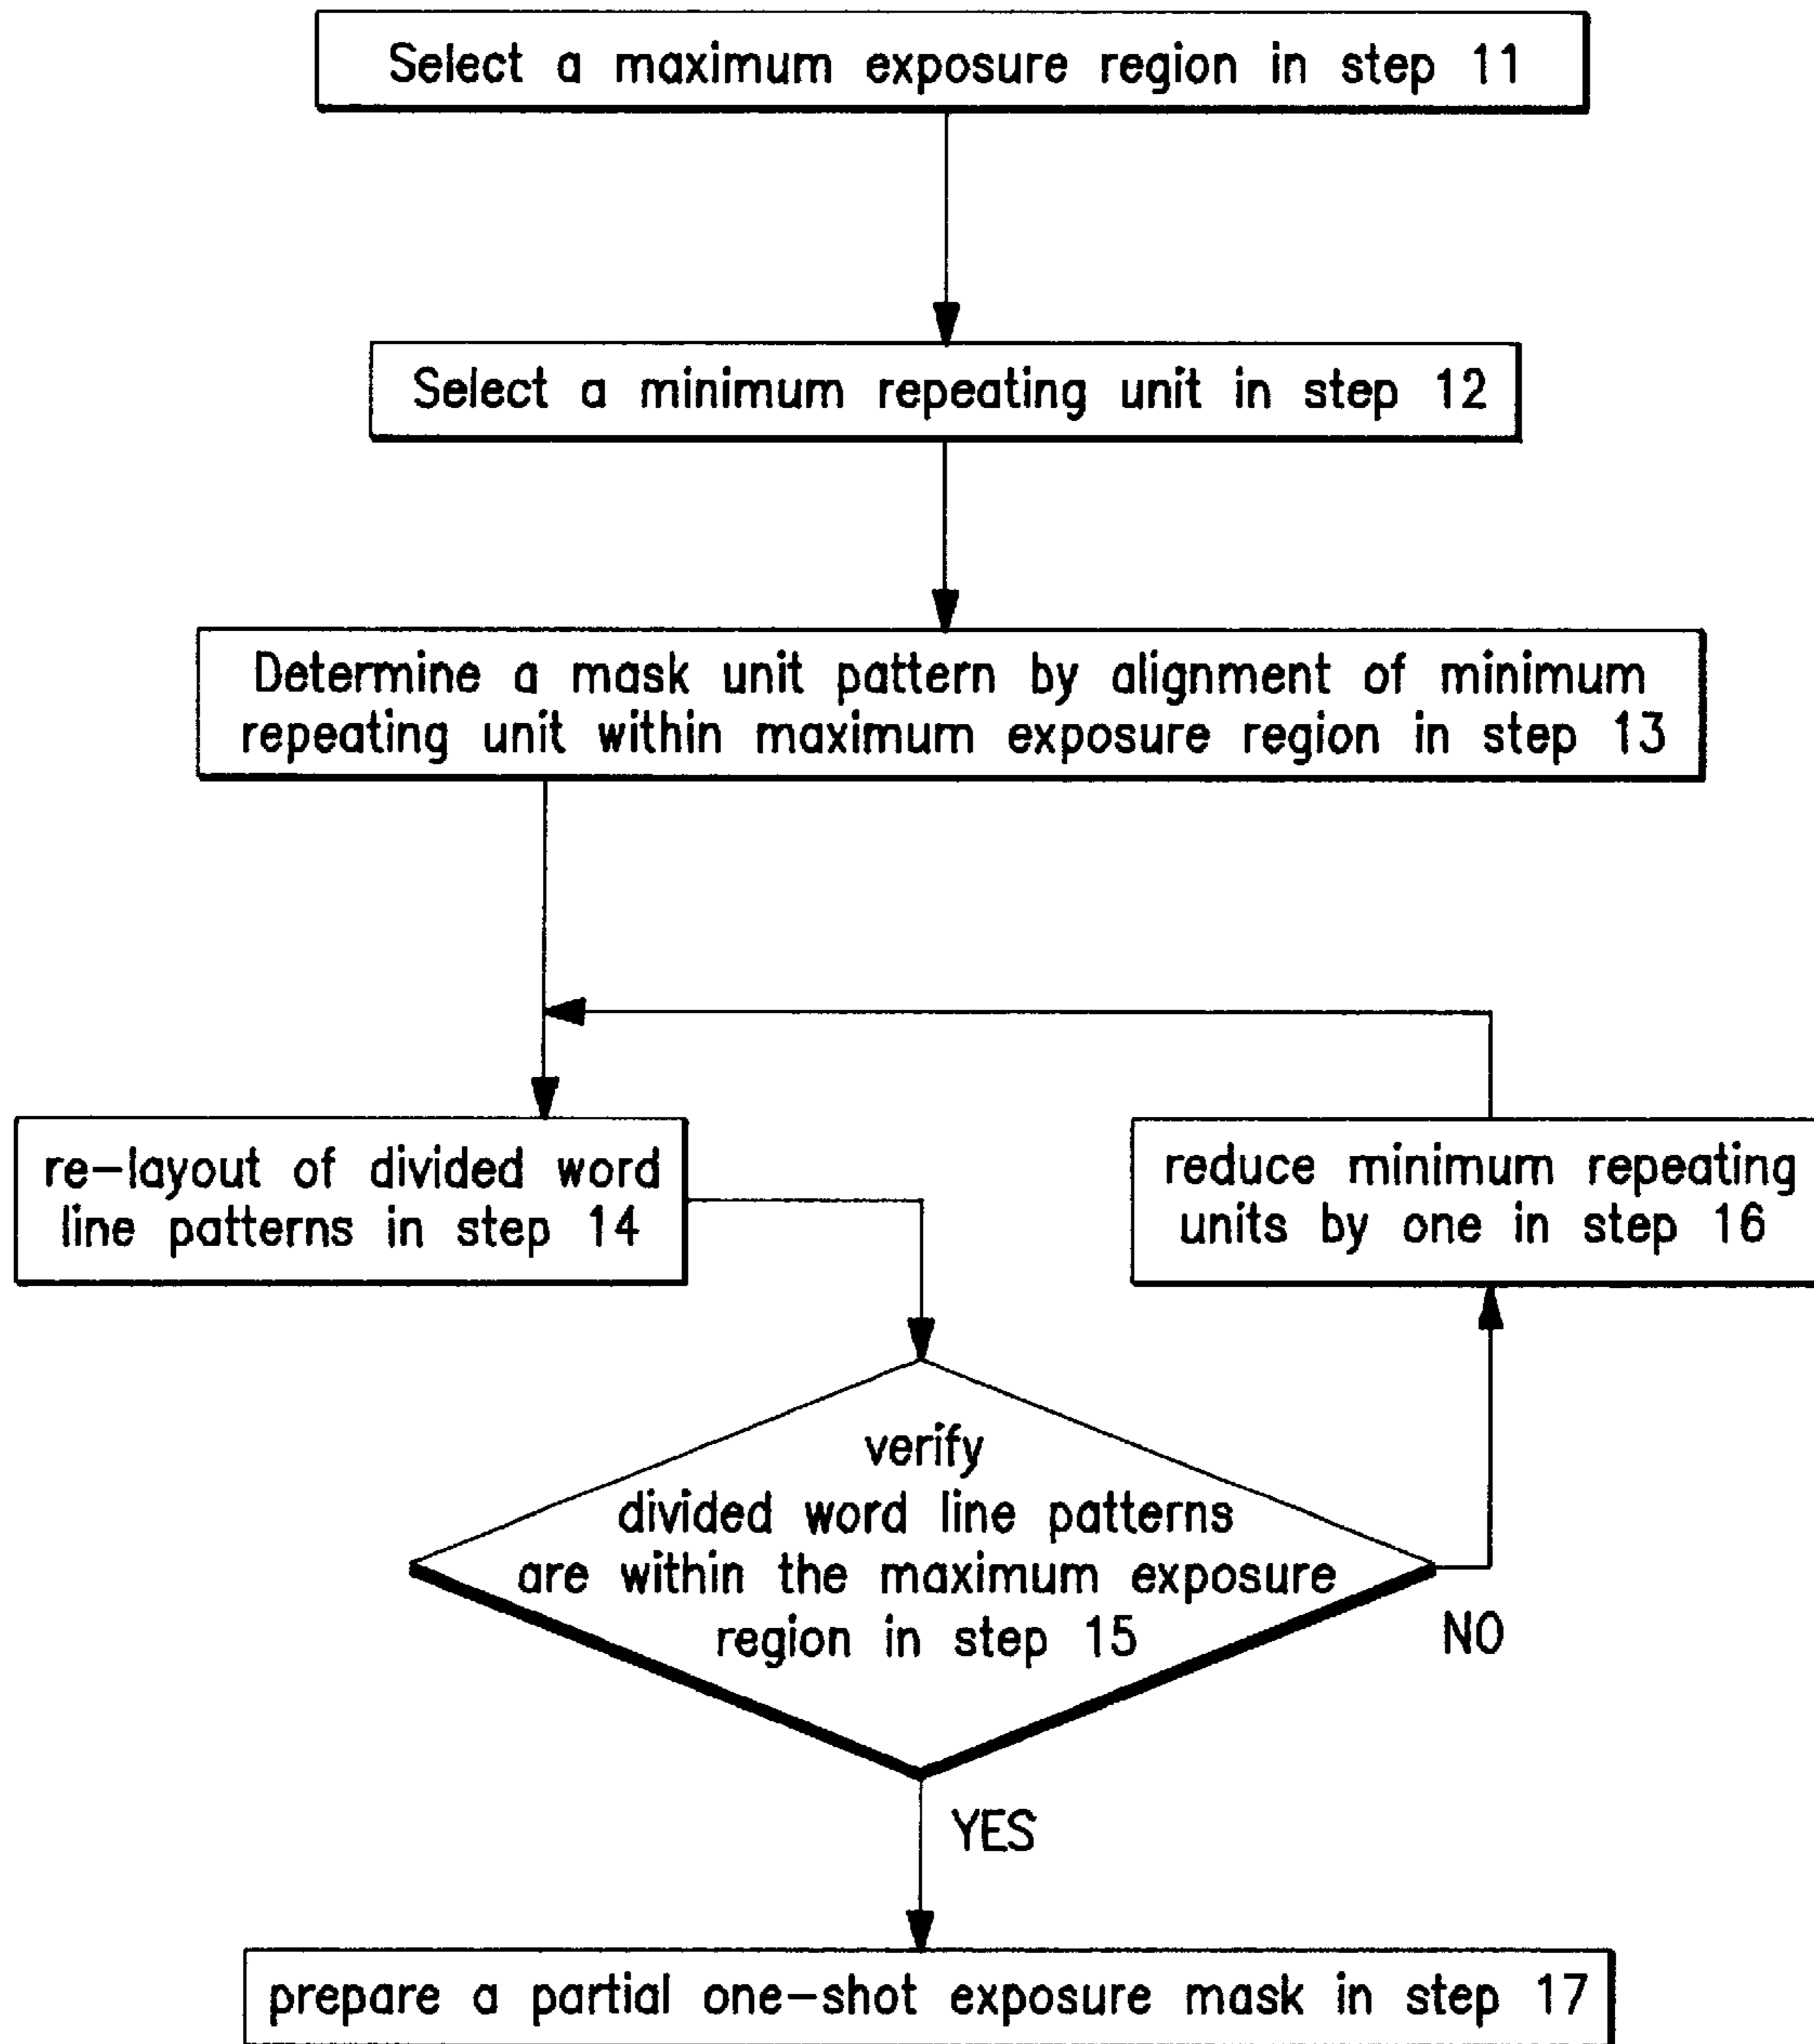 Select a maximum exposure region in step 11
Select a minimum repeating unit in step 12
Determine a mask unit pattern by alignment of minimum
repeating unit within maximum exposure region in step 13
re-layout of divided word
line patterns in step 14
reduce minimum repeating
units by one in step 16
verify
divided word line patterns
are within the maximum exposure
region in step 15
NO
YES
prepare a partial one-shot exposure mask in step 17